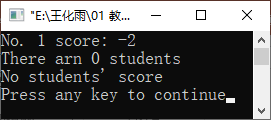 "E:\王化雨\01 教...
No. 1 score: -2
There arn 0 students
No students' score
Press any key to continue